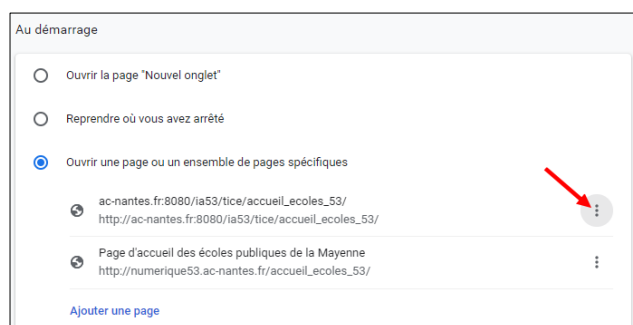 Au démarrage
Ouvrir la page "Nouvel onglet"
Reprendre où vous avez arrêté
Ouvrir une page ou un ensemble de pages spécifiques
ac-nantes.fr:8080/ia53/tice/accueil_ecoles_53/
http://ac-nantes.fr:8080/ia53/tice/accueil_ecoles_53/
Page d'accueil des écoles publiques de la Mayenne
http://numerique53.ac-nantes.fr/accueil_ecoles_53/
Ajouter une page